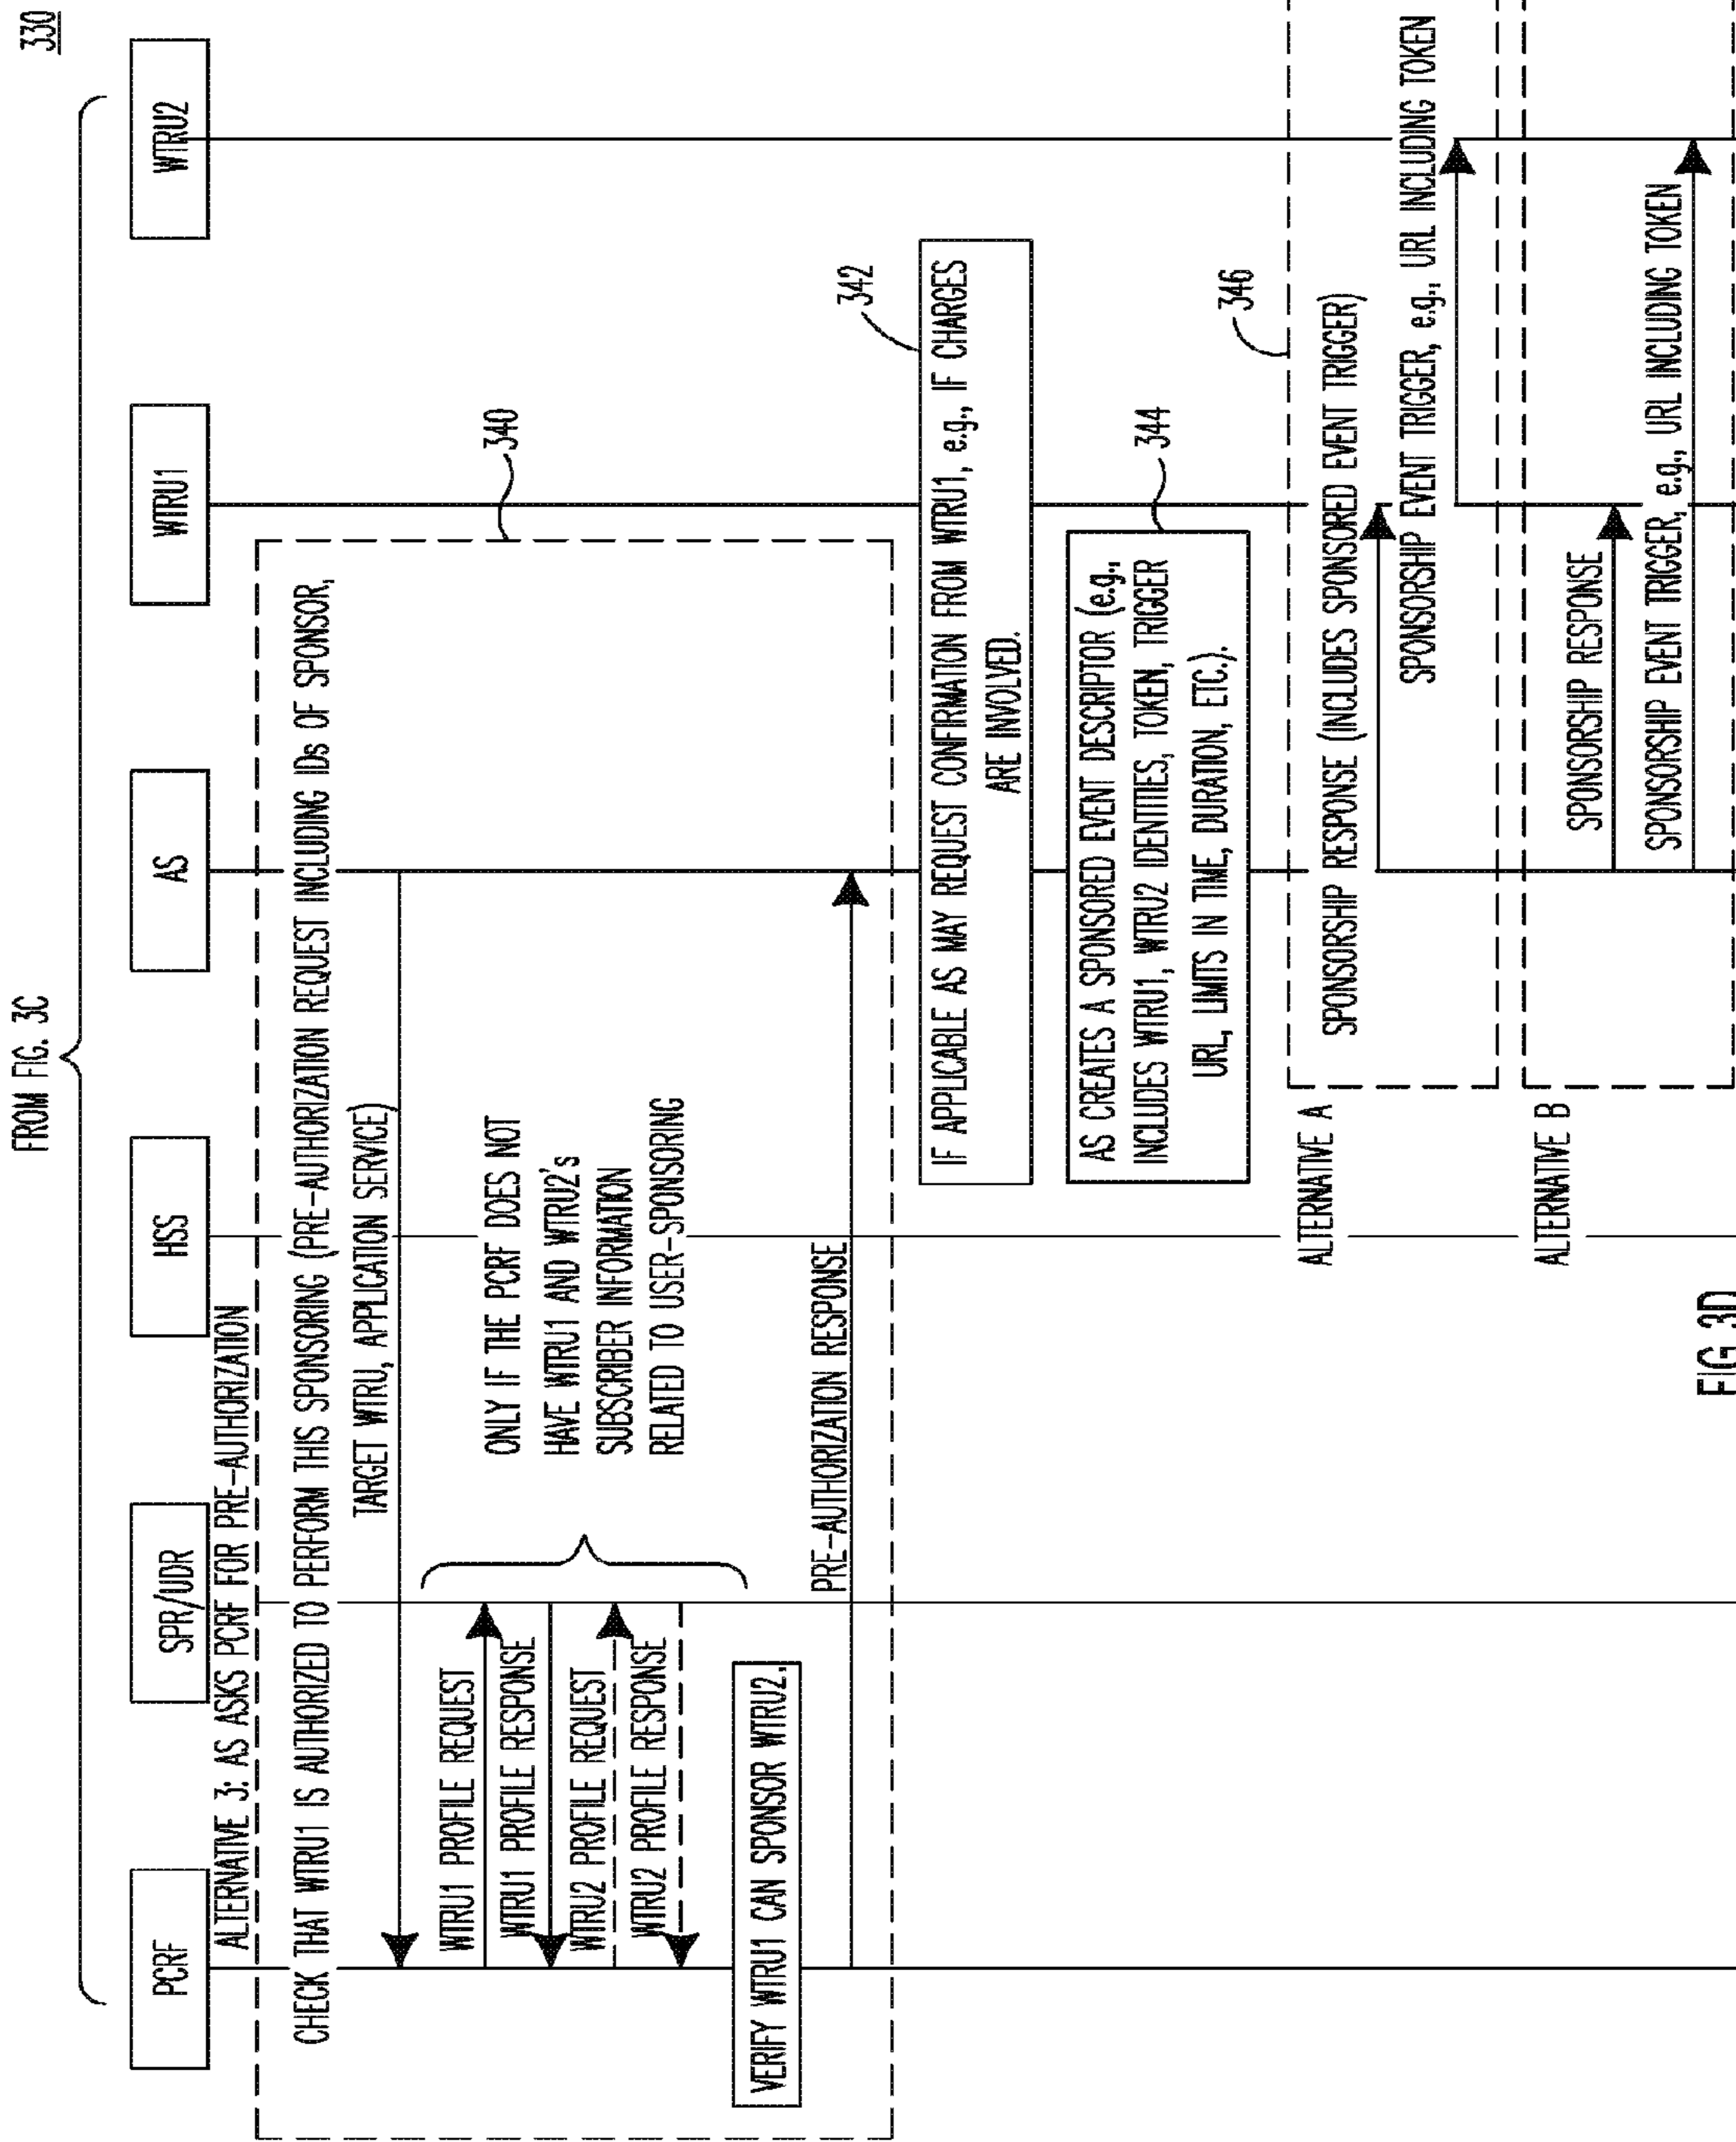 330
FROM FIG. 3C
PCRF
SPR/UDR
HSS
AS
WTRU1
WTRU2
ALTERNATIVE 3: AS ASKS PCRF FOR PRE-AUTHORIZATION
CHECK THAT WTRU1 IS AUTHORIZED TO PERFORM THIS SPONSORING (PRE-AUTHORIZATION REQUEST INCLUDING IDs OF SPONSOR,
TARGET WTRU, APPLICATION SERVICE)
340
WTRU1 PROFILE REQUEST
WTRU1 PROFILE RESPONSE
WTRU2 PROFILE REQUEST
WTRU2 PROFILE RESPONSE
ONLY IF THE PCRF DOES NOT
HAVE WTRU1 AND WTRU2's
SUBSCRIBER INFORMATION
RELATED TO USER-SPONSORING
VERIFY WTRU1 CAN SPONSOR WTRU2.
PRE-AUTHORIZATION RESPONSE
342
IF APPLICABLE AS MAY REQUEST CONFIRMATION FROM WTRU1, e.g., IF CHARGES
ARE INVOLVED.
344
AS CREATES A SPONSORED EVENT DESCRIPTOR (e.g.,
INCLUDES WTRU1, WTRU2 IDENTITIES, TOKEN, TRIGGER
URL, LIMITS IN TIME, DURATION, ETC.).
346
ALTERNATIVE A
SPONSORSHIP RESPONSE (INCLUDES SPONSORED EVENT TRIGGER)
SPONSORSHIP EVENT TRIGGER, e.g., URL INCLUDING TOKEN
ALTERNATIVE B
SPONSORSHIP RESPONSE
SPONSORSHIP EVENT TRIGGER, e.g., URL INCLUDING TOKEN
FIG. 3D